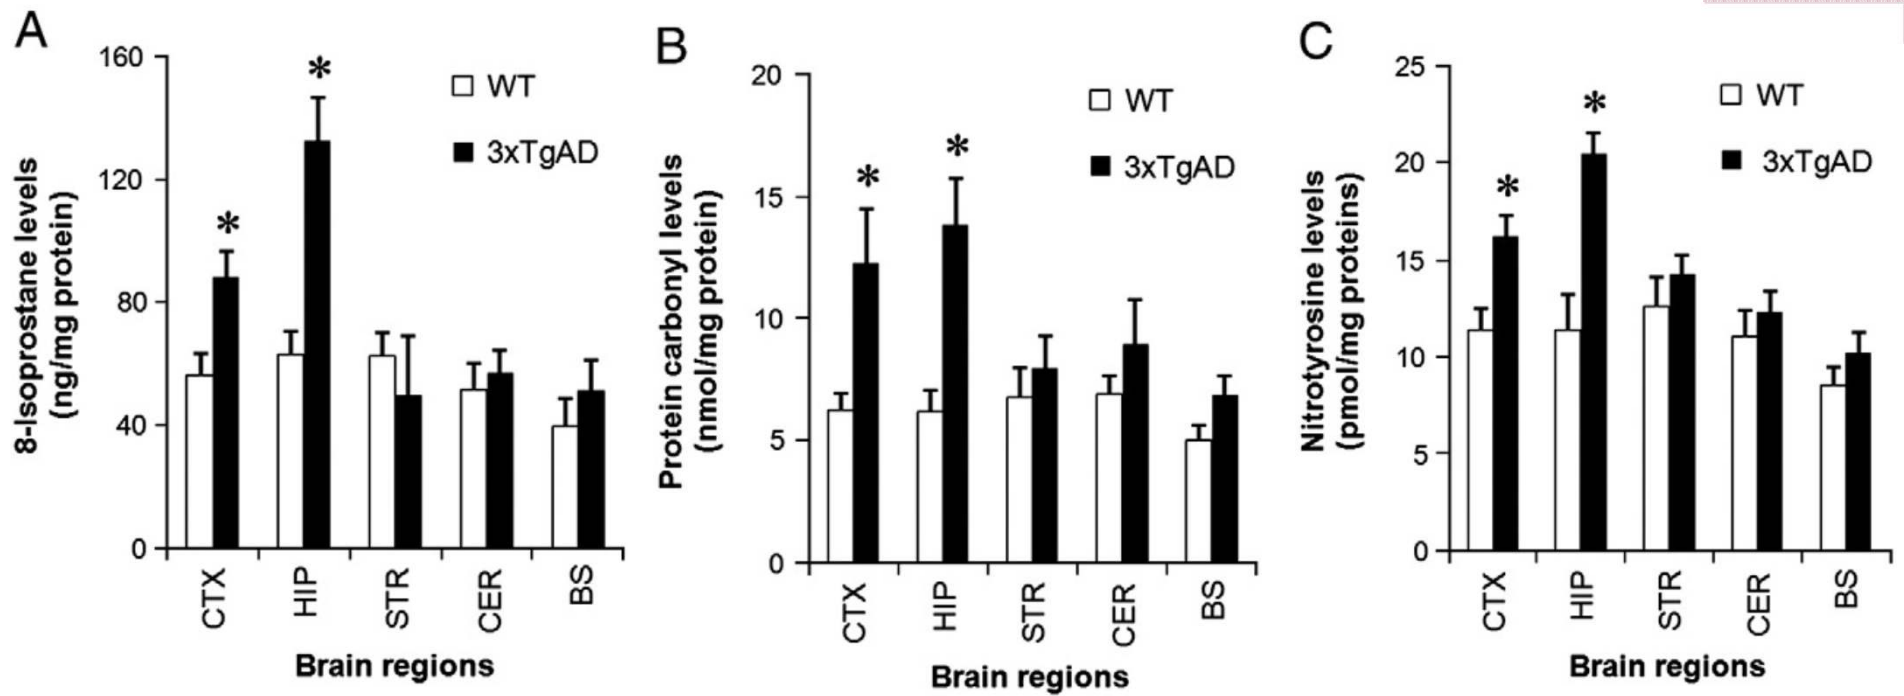 A
160
120
80
40
0
8-Isoprostane levels
(ng/mg protein)
*
*
WT
3xTgAD
CTX
HIP
STR
CER
BS
Brain regions
B
20
15
10
5
0
Protein carbonyl levels
(nmol/mg protein)
*
*
WT
3xTgAD
CTX
HIP
STR
CER
BS
Brain regions
C
25
20
15
10
5
0
Nitrotyrosine levels
(pmol/mg proteins)
*
*
WT
3xTgAD
CTX
HIP
STR
CER
BS
Brain regions